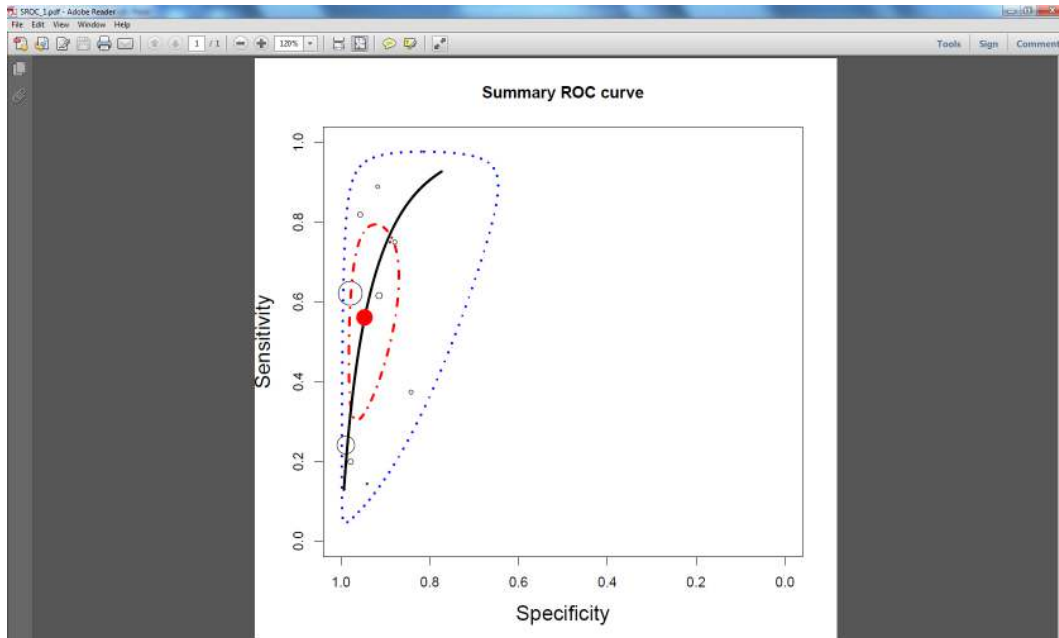 SROC_1.pdf - Adobe Reader
File Edit View Window Help
1 / 1 120% Tools Sign Comment
Summary ROC curve
Sensitivity
1.0
0.8
0.6
0.4
0.2
0.0
1.0 0.8 0.6 0.4 0.2 0.0
Specificity